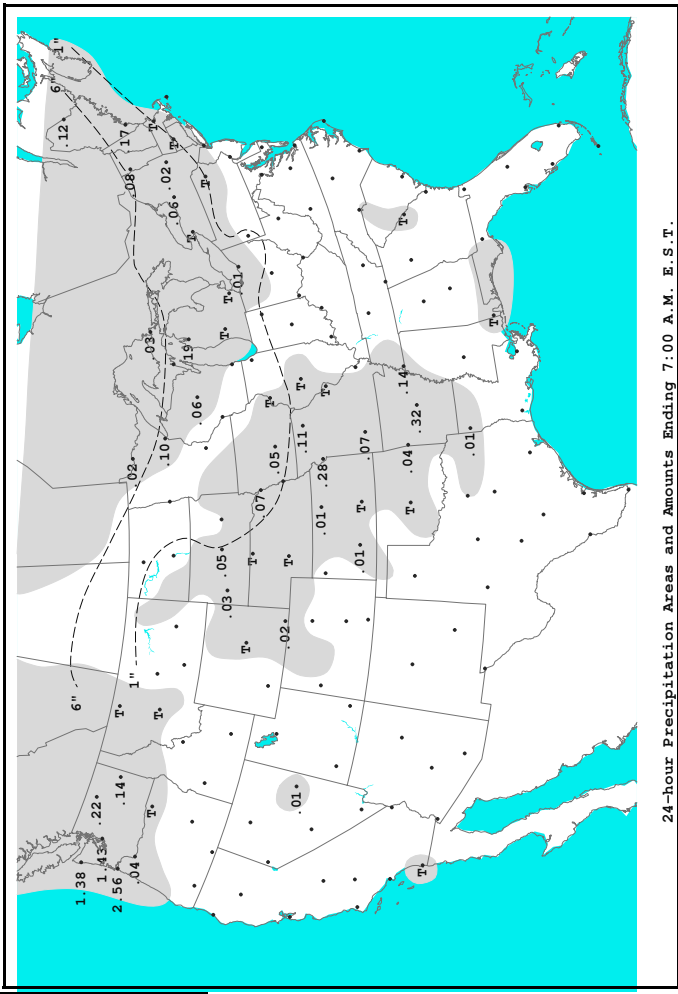 6" 1"
.12
6"
1.38
.22
1.43
2.56
T
.14
.17
.08
.02
1"
.04
.03
T
T
T
.10
.02
T
.06
.19
T
.06
T
.05
T
.03
T
.01
T
T
.07
T
.05
.02
T
.01
T
.11
.01
.28
T
.01
T
.07
.14
T
.04
T
.32
T
.01
T
24-hour Precipitation Areas and Amounts Ending 7:00 A.M. E.S.T.